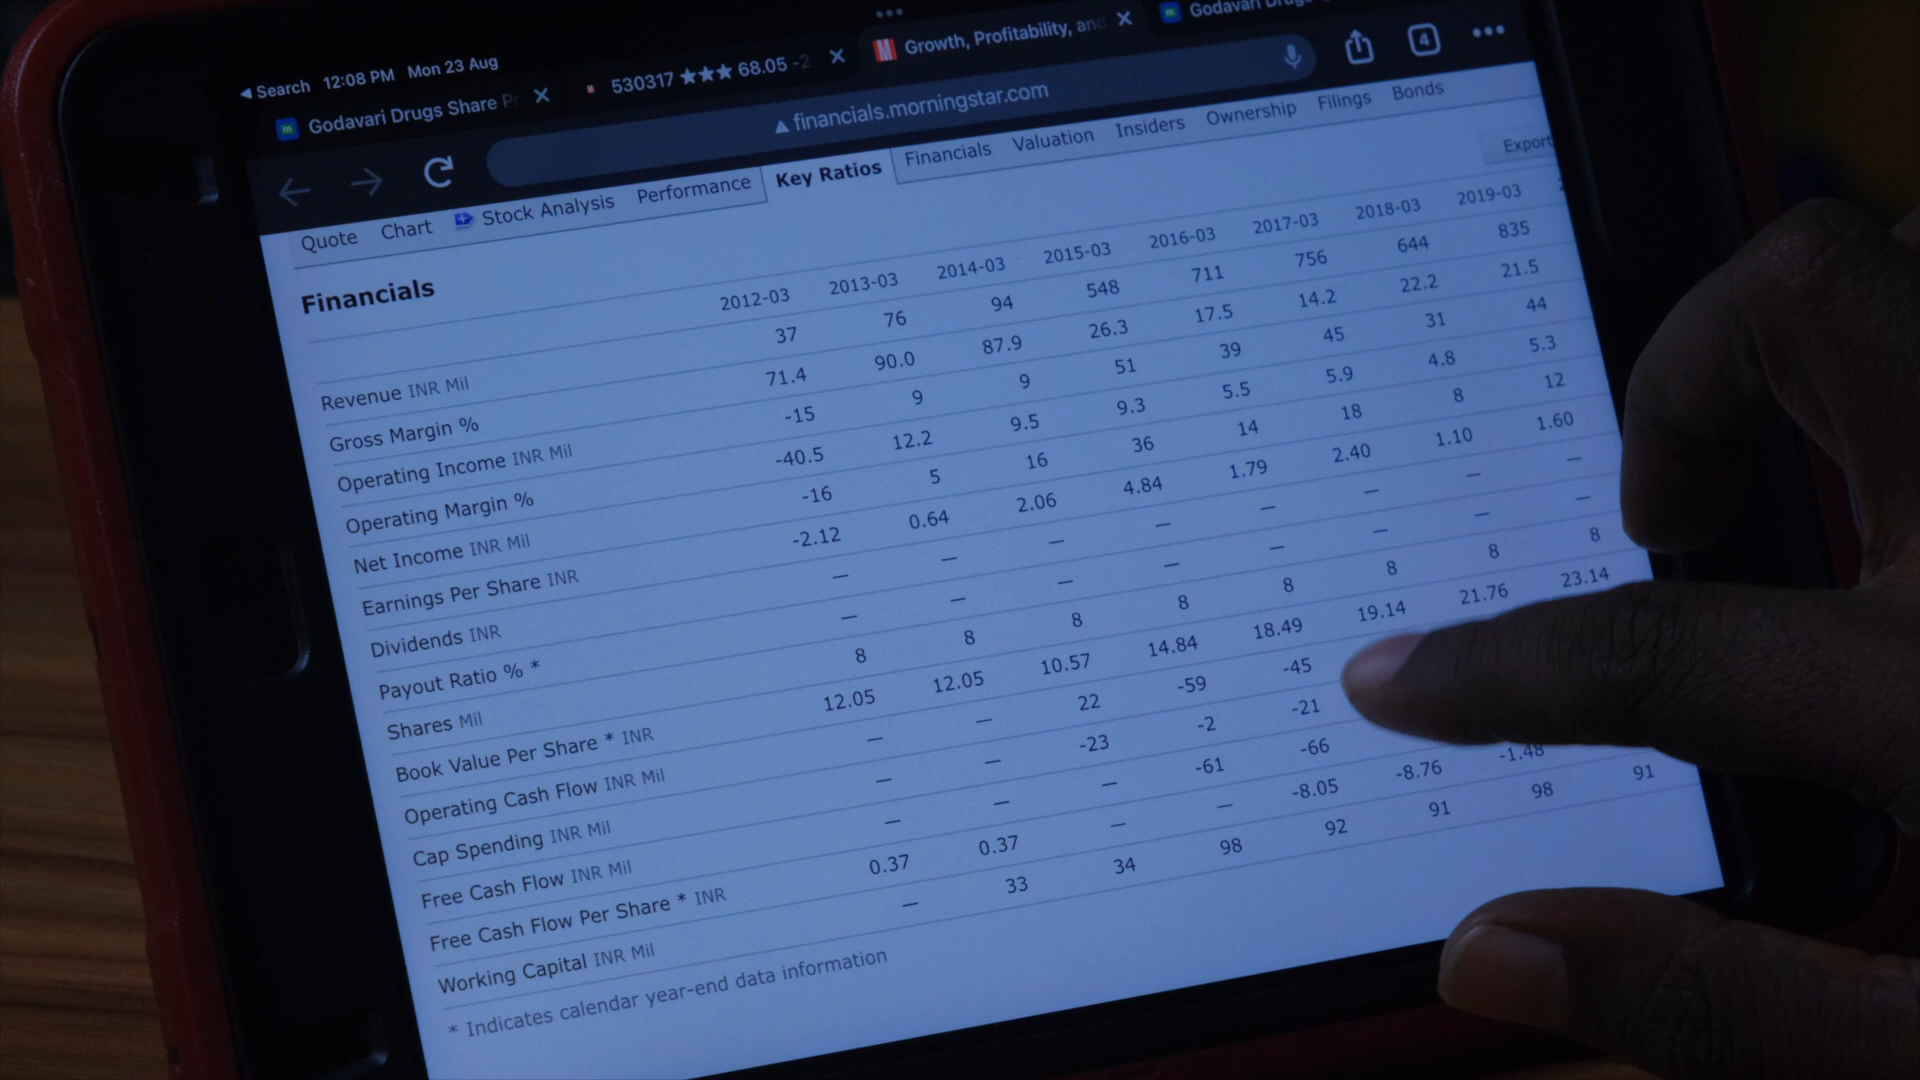 Search 12:08 PM Mon 23 Aug
Godavari Drugs Share 530317 ★★★ 68.05 -2 Growth, Profitability, and Godavari Drugs
financials.morningstar.com 4
Quote Chart Stock Analysis Performance Key Ratios Financials Valuation Insiders Ownership Filings Bonds
Export
Financials
2012-03 2013-03 2014-03 2015-03 2016-03 2017-03 2018-03 2019-03
Revenue INR Mil 37 76 94 548 711 756 644 835
Gross Margin % 71.4 90.0 87.9 26.3 17.5 14.2 22.2 21.5
Operating Income INR Mil -15 9 9 51 39 45 31 44
Operating Margin % -40.5 12.2 9.5 9.3 5.5 5.9 4.8 5.3
Net Income INR Mil -16 5 16 36 14 18 8 12
Earnings Per Share INR -2.12 0.64 2.06 4.84 1.79 2.40 1.10 1.60
Dividends INR — — — — — — — —
Payout Ratio % * — — — — — — — —
Shares Mil 8 8 8 8 8 8 8 8
Book Value Per Share * INR 12.05 12.05 10.57 14.84 18.49 19.14 21.76 23.14
Operating Cash Flow INR Mil — — 22 -59 -45
Cap Spending INR Mil — — -23 -2 -21
Free Cash Flow INR Mil — — — -61 -66
Free Cash Flow Per Share * INR 0.37 0.37 — — -8.05 -8.76 -1.48
Working Capital INR Mil — 33 34 98 92 91 98 91
* Indicates calendar year-end data information